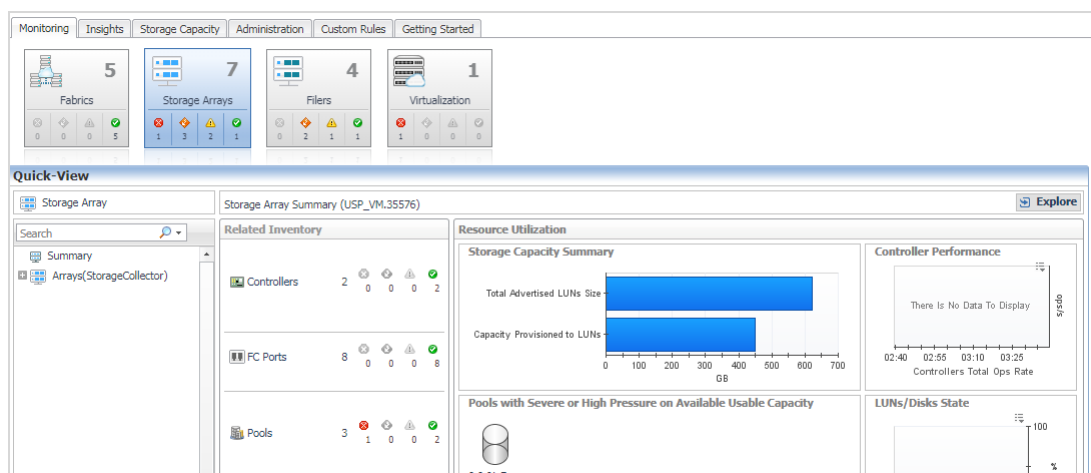 Monitoring Insights Storage Capacity Administration Custom Rules Getting Started
5 7 4 1
Fabrics Storage Arrays Filers Virtualization
0 0 0 5 1 3 2 1 0 2 1 1 1 0 0 0
Quick-View
Storage Array Storage Array Summary (USP_VM.35576) Explore
Search Related Inventory Resource Utilization
Summary
Arrays(StorageCollector)
Controllers 2 0 0 0 2
FC Ports 8 0 0 0 8
Pools 3 1 0 0 2
Storage Capacity Summary
Total Advertised LUNs Size
Capacity Provisioned to LUNs
0 100 200 300 400 500 600 700
GB
Controller Performance
There Is No Data To Display
ops/s
02:40 02:55 03:10 03:25
Controllers Total Ops Rate
Pools with Severe or High Pressure on Available Usable Capacity
LUNs/Disks State
100
%